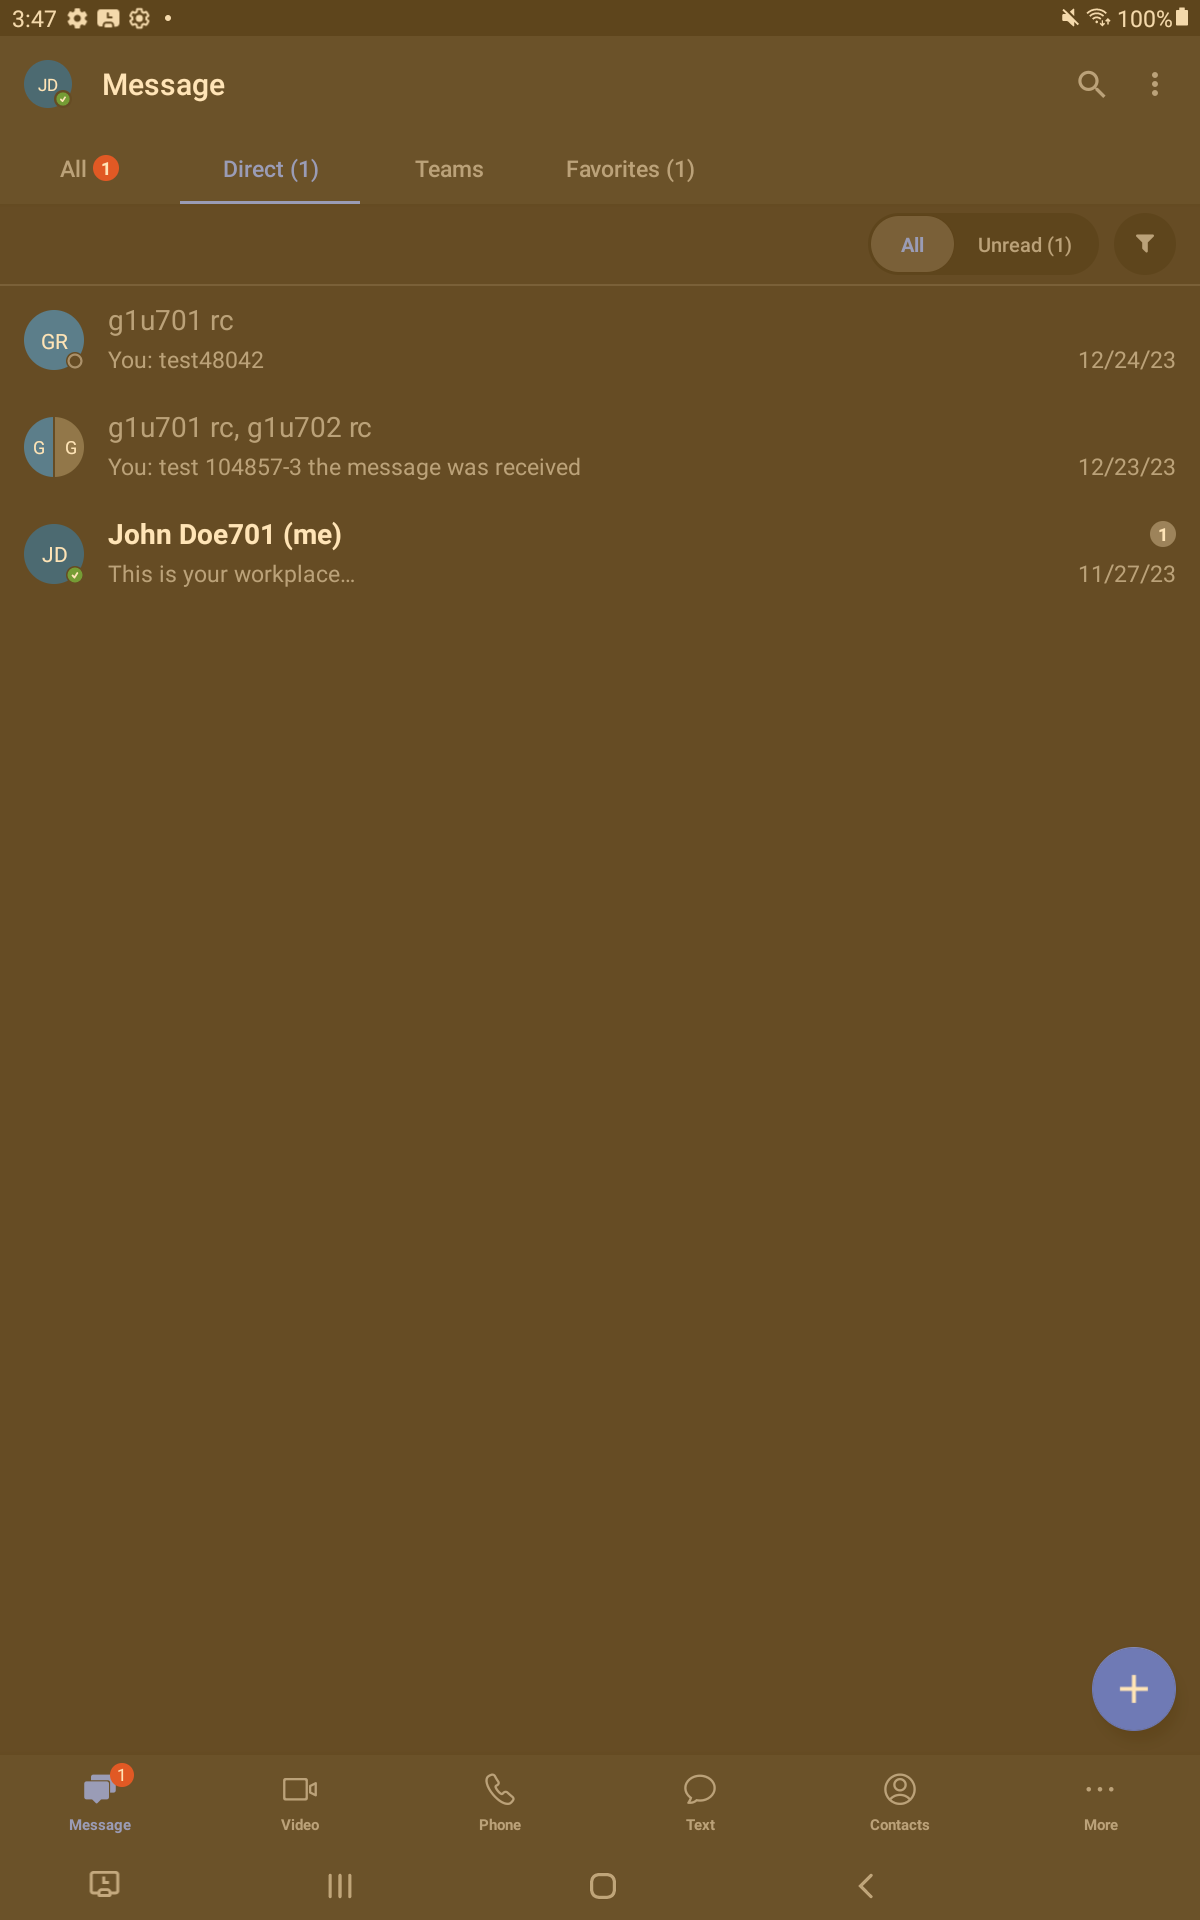 3:47
100%
JD
Message
All 1
Direct (1)
Teams
Favorites (1)
All
Unread (1)
GR
g1u701 rc
You: test48042
12/24/23
G G
g1u701 rc, g1u702 rc
You: test 104857-3 the message was received
12/23/23
JD
John Doe701 (me)
1
This is your workplace…
11/27/23
1
Message
Video
Phone
Text
Contacts
More